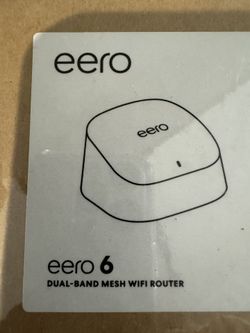 eero
eero
eero 6
DUAL-BAND MESH WIFI ROUTER